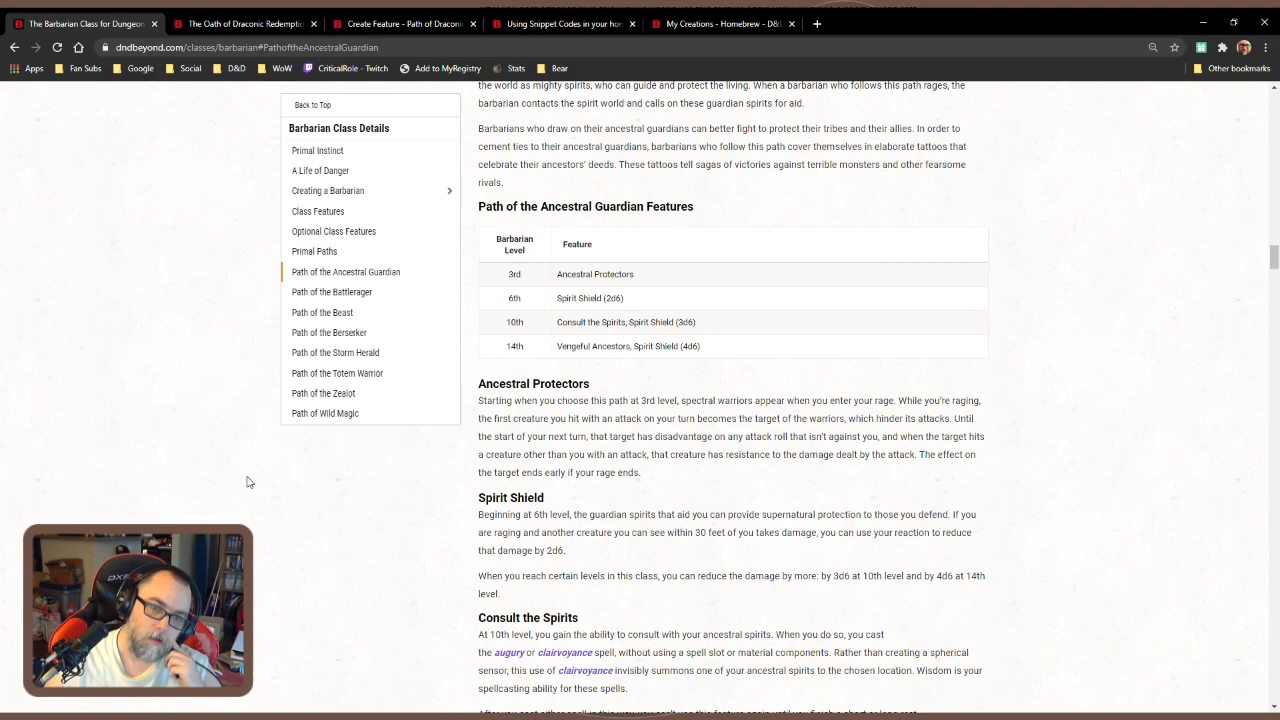 The Barbarian Class for Dungeon
The Oath of Draconic Redemptio
Create Feature - Path of Draconic
Using Snippet Codes in your hom
My Creations - Homebrew - D&D
dndbeyond.com/classes/barbarian#PathoftheAncestralGuardian
Apps
Fan Subs
Google
Social
D&D
WoW
CriticalRole - Twitch
Add to MyRegistry
Stats
Bear
Other bookmarks
Back to Top
Barbarian Class Details
Primal Instinct
A Life of Danger
Creating a Barbarian
Class Features
Optional Class Features
Primal Paths
Path of the Ancestral Guardian
Path of the Battlerager
Path of the Beast
Path of the Berserker
Path of the Storm Herald
Path of the Totem Warrior
Path of the Zealot
Path of Wild Magic
the world as mighty spirits, who can guide and protect the living. When a barbarian who follows this path rages, the
barbarian contacts the spirit world and calls on these guardian spirits for aid.
Barbarians who draw on their ancestral guardians can better fight to protect their tribes and their allies. In order to
cement ties to their ancestral guardians, barbarians who follow this path cover themselves in elaborate tattoos that
celebrate their ancestors' deeds. These tattoos tell sagas of victories against terrible monsters and other fearsome
rivals.
Path of the Ancestral Guardian Features
Barbarian
Level
Feature
3rd Ancestral Protectors
6th Spirit Shield (2d6)
10th Consult the Spirits, Spirit Shield (3d6)
14th Vengeful Ancestors, Spirit Shield (4d6)
Ancestral Protectors
Starting when you choose this path at 3rd level, spectral warriors appear when you enter your rage. While you're raging,
the first creature you hit with an attack on your turn becomes the target of the warriors, which hinder its attacks. Until
the start of your next turn, that target has disadvantage on any attack roll that isn't against you, and when the target hits
a creature other than you with an attack, that creature has resistance to the damage dealt by the attack. The effect on
the target ends early if your rage ends.
Spirit Shield
Beginning at 6th level, the guardian spirits that aid you can provide supernatural protection to those you defend. If you
are raging and another creature you can see within 30 feet of you takes damage, you can use your reaction to reduce
that damage by 2d6.
When you reach certain levels in this class, you can reduce the damage by more: by 3d6 at 10th level and by 4d6 at 14th
level.
Consult the Spirits
At 10th level, you gain the ability to consult with your ancestral spirits. When you do so, you cast
the augury or clairvoyance spell, without using a spell slot or material components. Rather than creating a spherical
sensor, this use of clairvoyance invisibly summons one of your ancestral spirits to the chosen location. Wisdom is your
spellcasting ability for these spells.
After you cast either spell in this way, you can't use this feature again until you finish a short or long rest.